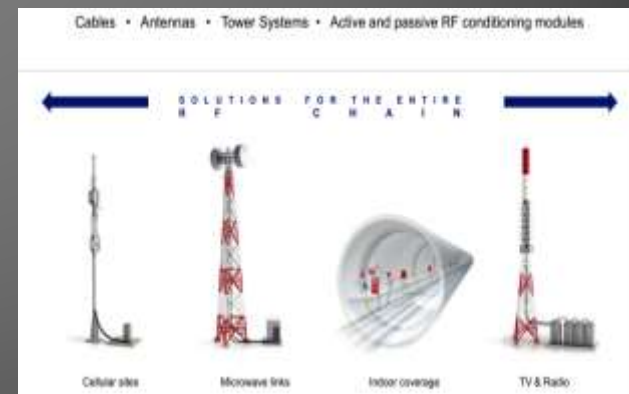 Cables • Antennas • Tower Systems • Active and passive RF conditioning modules
SOLUTIONS FOR THE ENTIRE
RF CHAIN
Cellular sites
Microwave links
Indoor coverage
TV & Radio